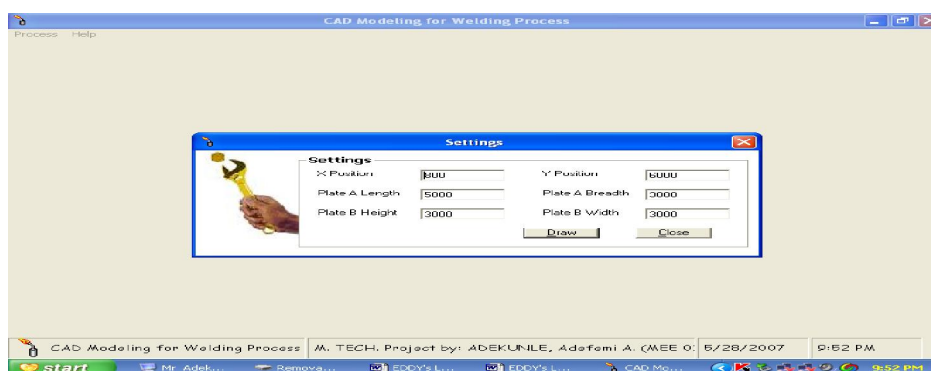 CAD Modeling for Welding Process
Process Help
Settings
Settings
X Position 800 Y Position 6000
Plate A Length 5000 Plate A Breadth 3000
Plate B Height 3000 Plate B Width 3000
Draw Close
CAD Modeling for Welding Process M. TECH. Project by: ADEKUNLE, Adefemi A. (MEE 0 5/28/2007 9:52 PM
start Mr Adek... Remova... EDDY's L... EDDY's L... CAD Mo... 9:52 PM